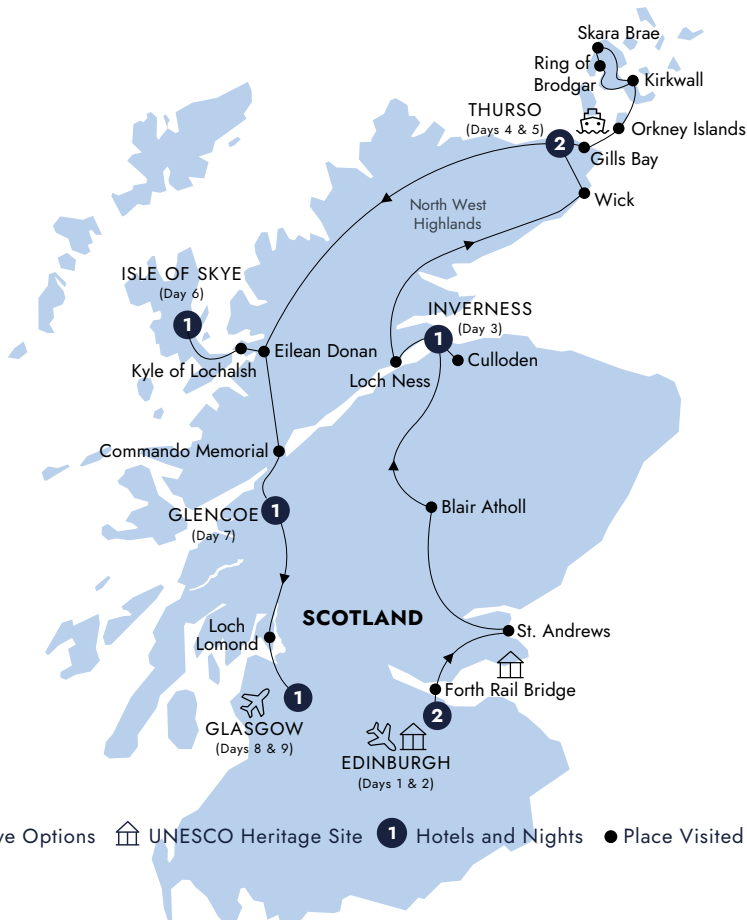 Skara Brae
Ring of
Brodgar
Kirkwall
THURSO
(Days 4 & 5)
2
Orkney Islands
Gills Bay
Wick
North West
Highlands
ISLE OF SKYE
(Day 6)
1
INVERNESS
(Day 3)
1
Eilean Donan
Culloden
Kyle of Lochalsh
Loch Ness
Commando Memorial
GLENCOE
1
(Day 7)
Blair Atholl
SCOTLAND
Loch
Lomond
St. Andrews
Forth Rail Bridge
1
GLASGOW
(Days 8 & 9)
2
EDINBURGH
(Days 1 & 2)
Options UNESCO Heritage Site 1 Hotels and Nights Place Visited